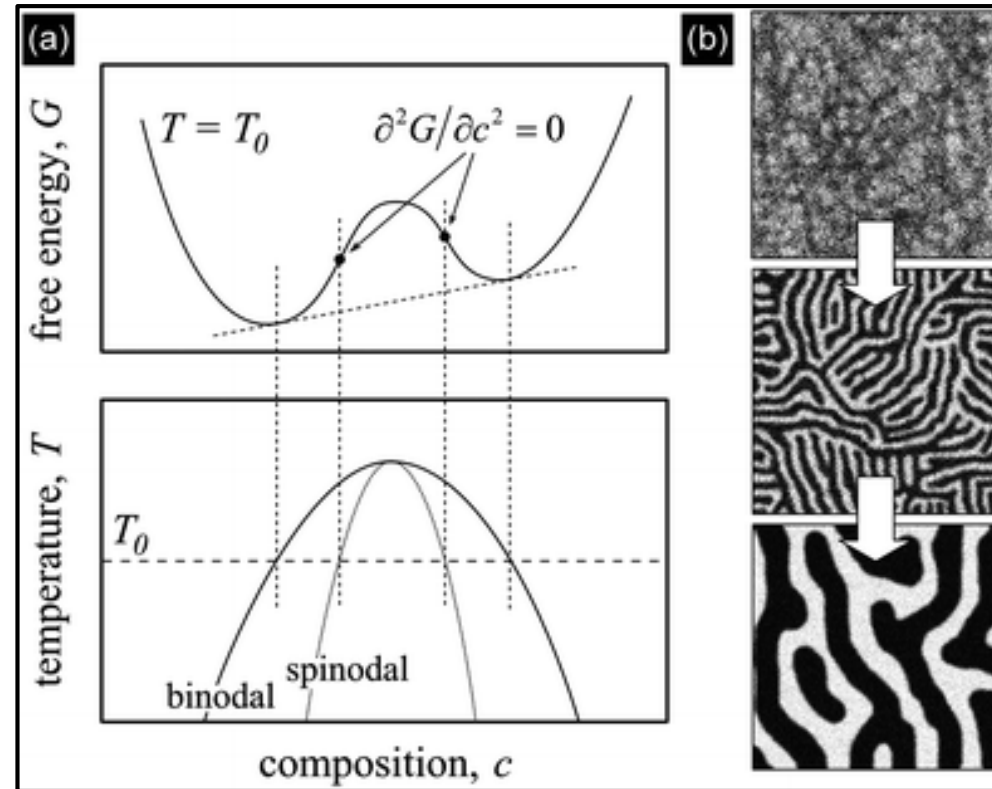 (a)
free energy, G
T = T₀
∂²G/∂c² = 0
temperature, T
T₀
binodal
spinodal
composition, c
(b)